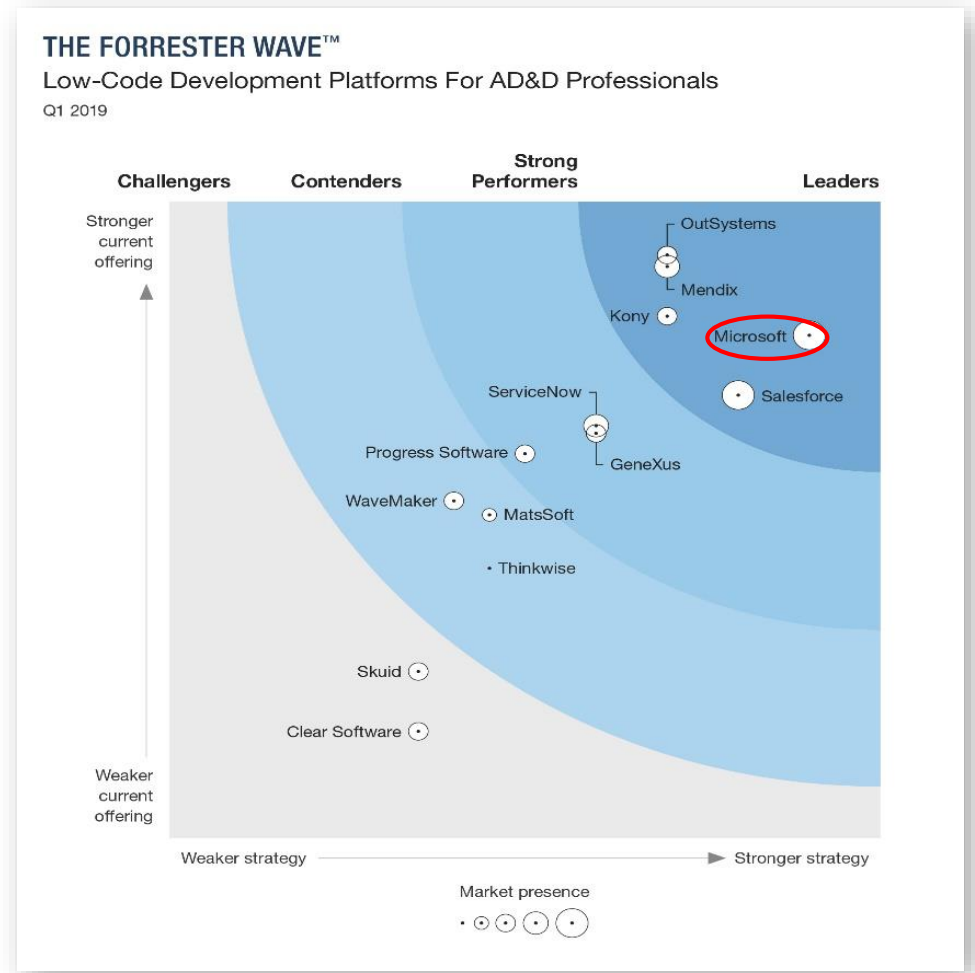 THE FORRESTER WAVE™
Low-Code Development Platforms For AD&D Professionals
Q1 2019
Challengers
Contenders
Strong
Performers
Leaders
Stronger
current
offering
OutSystems
Mendix
Kony
Microsoft
Salesforce
ServiceNow
GeneXus
Progress Software
WaveMaker
MatsSoft
Thinkwise
Skuid
Clear Software
Weaker
current
offering
Weaker strategy
Stronger strategy
Market presence